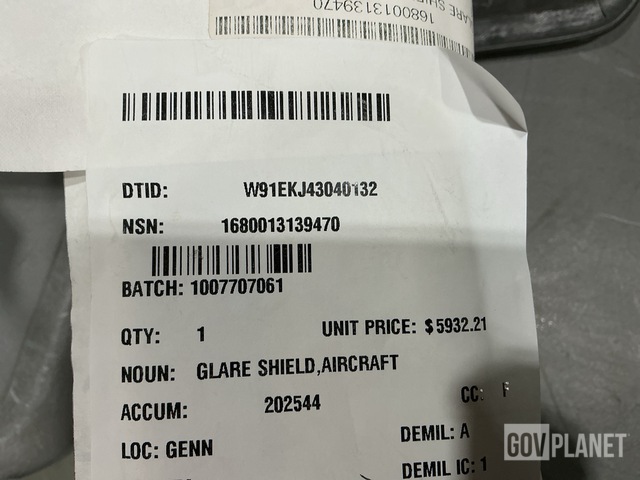 1680013139470
DTID: W91EKJ43040132
NSN: 1680013139470
BATCH: 1007707061
QTY: 1 UNIT PRICE: $ 5932.21
NOUN: GLARE SHIELD,AIRCRAFT
ACCUM: 202544 CC: F
LOC: GENN DEMIL: A
DEMIL IC: 1
GOVPLANET